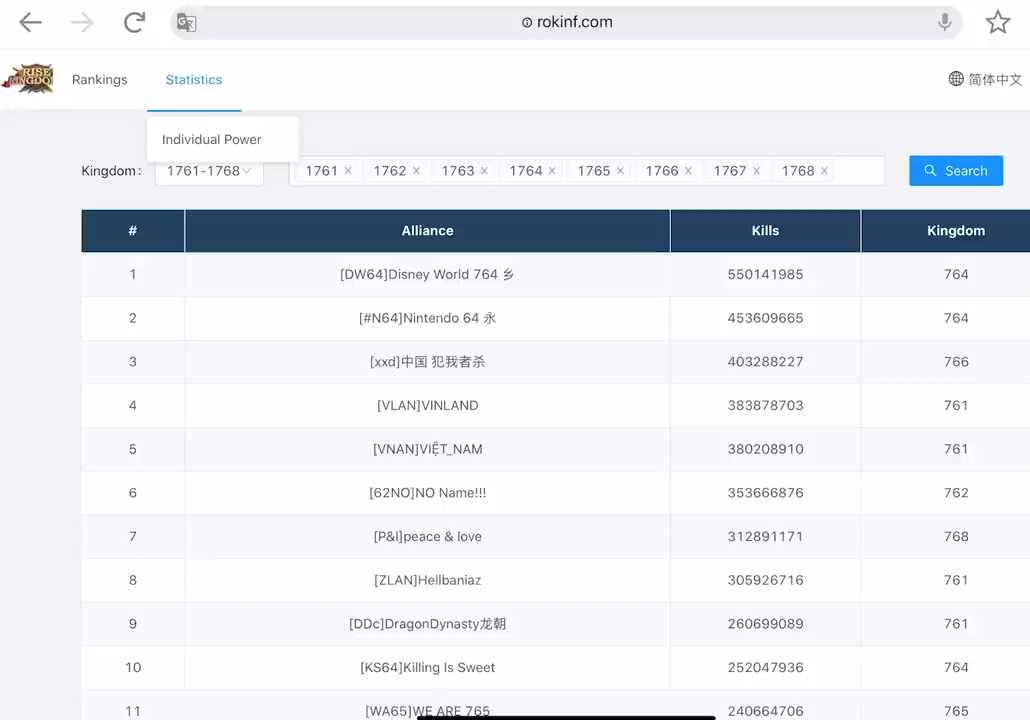 rokinf.com
RISE
KINGDO
Rankings
Statistics
简体中文
Individual Power
Kingdom:
1761-1768
1761 ×
1762 ×
1763 ×
1764 ×
1765 ×
1766 ×
1767 ×
1768 ×
Search
# Alliance Kills Kingdom
1 [DW64]Disney World 764 乡 550141985 764
2 [#N64]Nintendo 64 永 453609665 764
3 [xxd]中国 犯我者杀 403288227 766
4 [VLAN]VINLAND 383878703 761
5 [VNAN]VIỆT_NAM 380208910 761
6 [62NO]NO Name!!! 353666876 762
7 [P&l]peace & love 312891171 768
8 [ZLAN]Hellbaniaz 305926716 761
9 [DDc]DragonDynasty龙朝 260699089 761
10 [KS64]Killing Is Sweet 252047936 764
11 [WA65]WE ARE 765 240664706 765